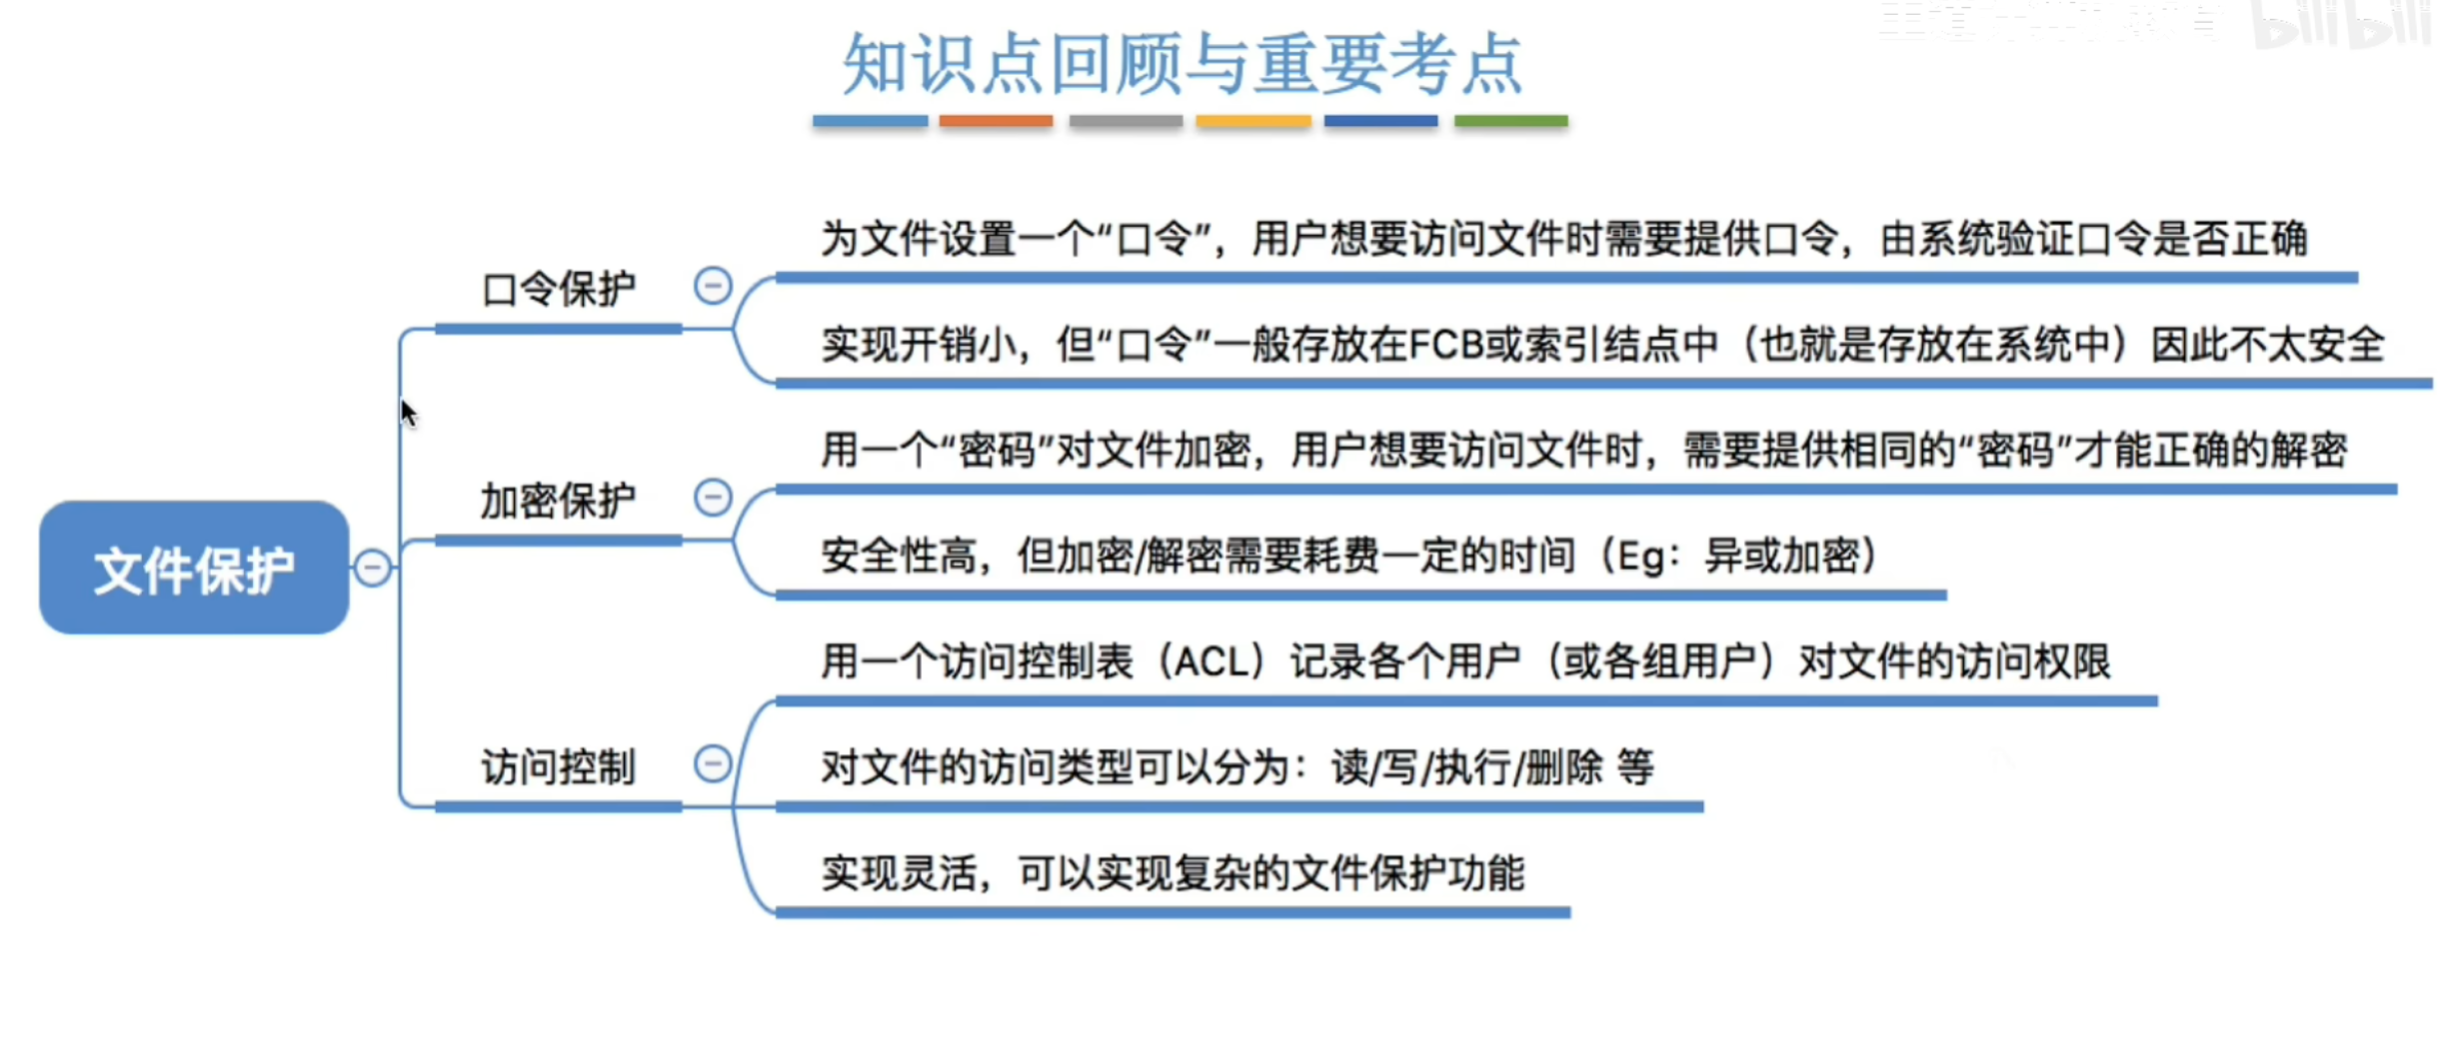 知识点回顾与重要考点
为文件设置一个“口令”，用户想要访问文件时需要提供口令，由系统验证口令是否正确
口令保护
实现开销小，但“口令”一般存放在FCB或索引结点中（也就是存放在系统中）因此不太安全
用一个“密码”对文件加密，用户想要访问文件时，需要提供相同的“密码”才能正确的解密
加密保护
安全性高，但加密/解密需要耗费一定的时间（Eg：异或加密）
文件保护
用一个访问控制表（ACL）记录各个用户（或各组用户）对文件的访问权限
访问控制
对文件的访问类型可以分为：读/写/执行/删除 等
实现灵活，可以实现复杂的文件保护功能
bilibili